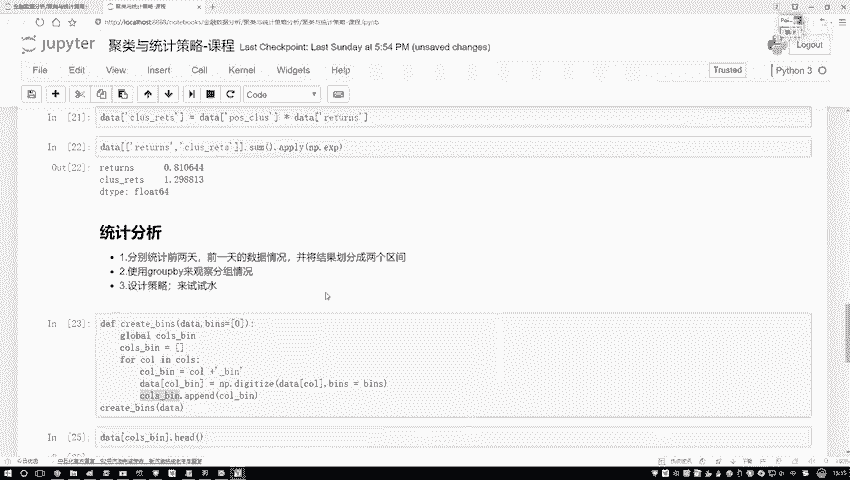 http://localhost:8888/notebooks/金融数据分析/聚类与统计策略分析/聚类与统计策略-课程.ipynb
聚类与统计策略-课程
jupyter 聚类与统计策略-课程 Last Checkpoint: Last Sunday at 5:54 PM (unsaved changes)
Logout
File Edit View Insert Cell Kernel Widgets Help
Trusted
Python 3
Code
In [21]: data['clus_rets'] = data['pos_clus'] * data['returns']
In [22]: data[['returns','clus_rets']].sum().apply(np.exp)
Out[22]: returns 0.810644
clus_rets 1.298813
dtype: float64
统计分析
1.分别统计前两天，前一天的数据情况，并将结果划分成两个区间
2.使用groupby来观察分组情况
3.设计策略；来试试水
In [23]: def create_bins(data,bins=[0]):
global cols_bin
cols_bin = []
for col in cols:
col_bin = col +'_bin'
data[col_bin] = np.digitize(data[col],bins = bins)
cols_bin.append(col_bin)
create_bins(data)
In [25]: data[cols_bin].head()